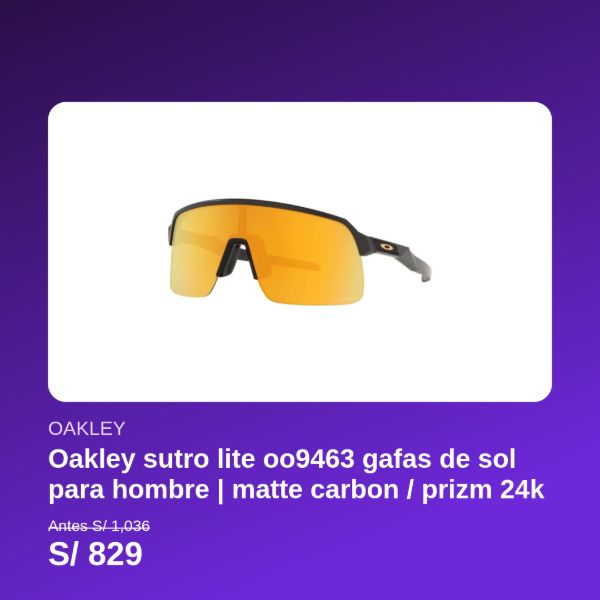 OAKLEY
Oakley sutro lite oo9463 gafas de sol
para hombre | matte carbon / prizm 24k
Antes S/ 1,036
S/ 829